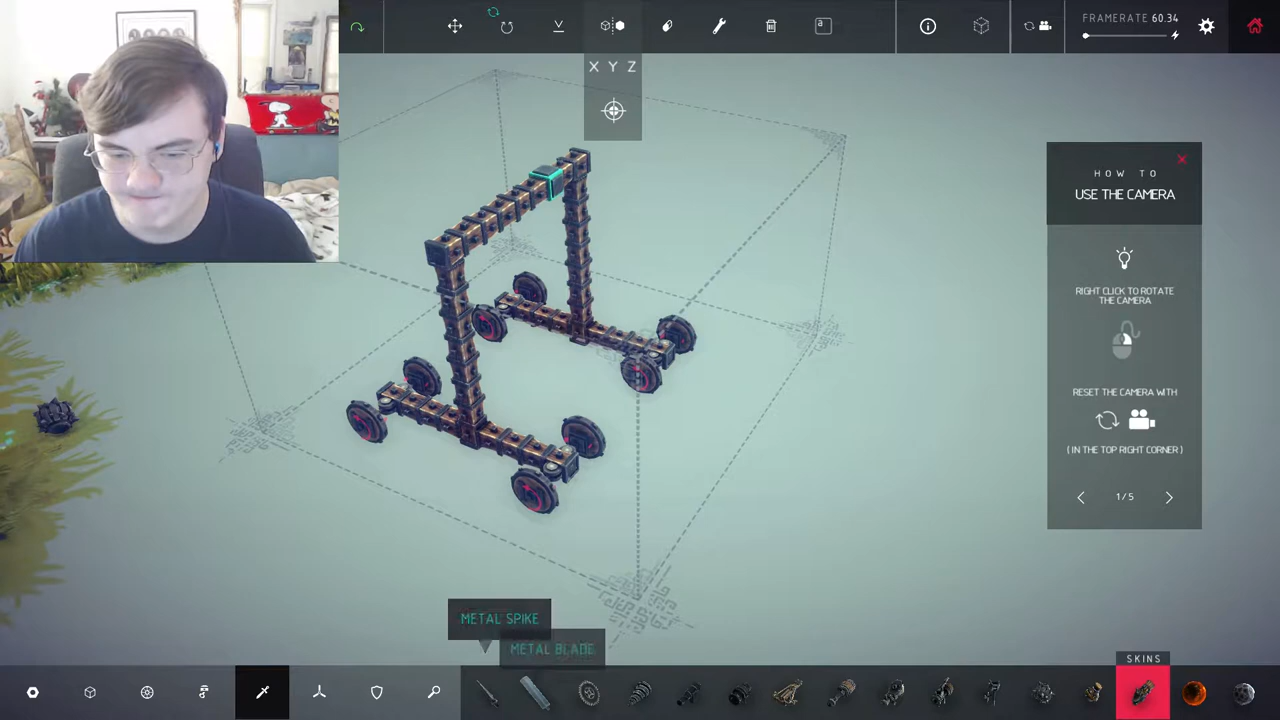 FRAMERATE 60.34
a
X Y Z
HOW TO
USE THE CAMERA
RIGHT CLICK TO ROTATE
THE CAMERA
RESET THE CAMERA WITH
( IN THE TOP RIGHT CORNER )
1/5
METAL SPIKE
METAL BLADE
SKINS